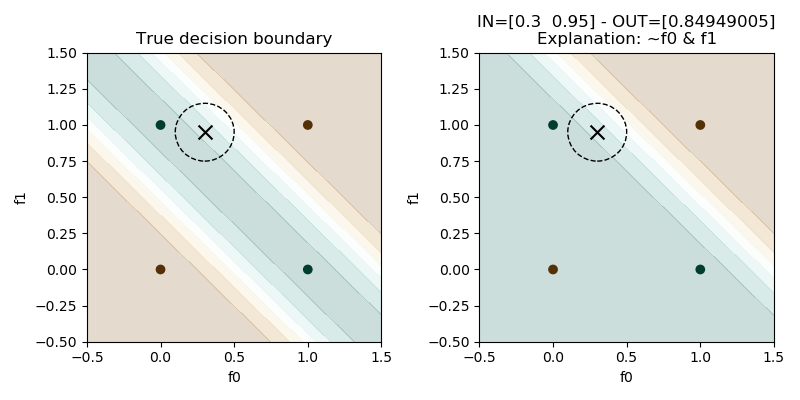 True decision boundary
1.50
1.25
1.00
0.75
0.50
0.25
0.00
−0.25
−0.50
f1
−0.5 0.0 0.5 1.0 1.5
f0
IN=[0.3  0.95] - OUT=[0.84949005]
Explanation: ~f0 & f1
1.50
1.25
1.00
0.75
0.50
0.25
0.00
−0.25
−0.50
f1
−0.5 0.0 0.5 1.0 1.5
f0